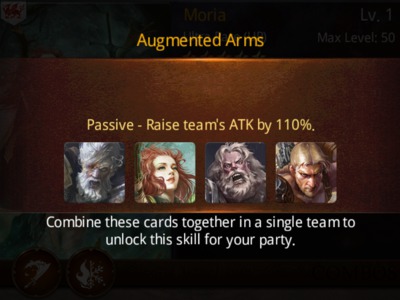 Moria
Lv. 1
Augmented Arms
Max Level: 50
Passive - Raise team's ATK by 110%.
Combine these cards together in a single team to
unlock this skill for your party.